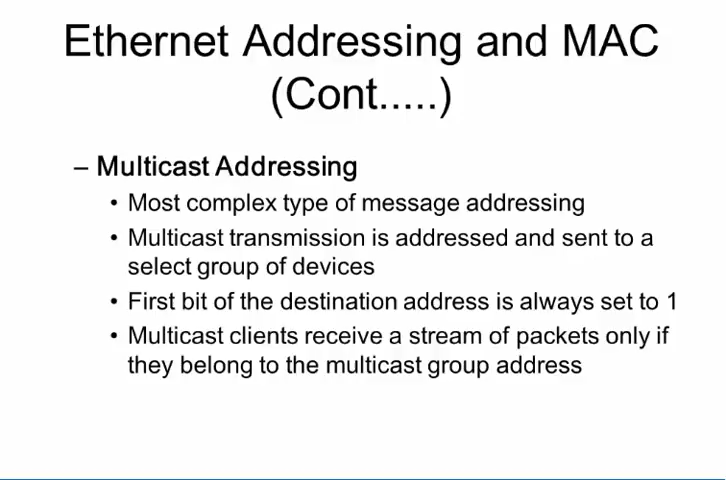 Ethernet Addressing and MAC
(Cont.....)
– Multicast Addressing
• Most complex type of message addressing
• Multicast transmission is addressed and sent to a
select group of devices
• First bit of the destination address is always set to 1
• Multicast clients receive a stream of packets only if
they belong to the multicast group address